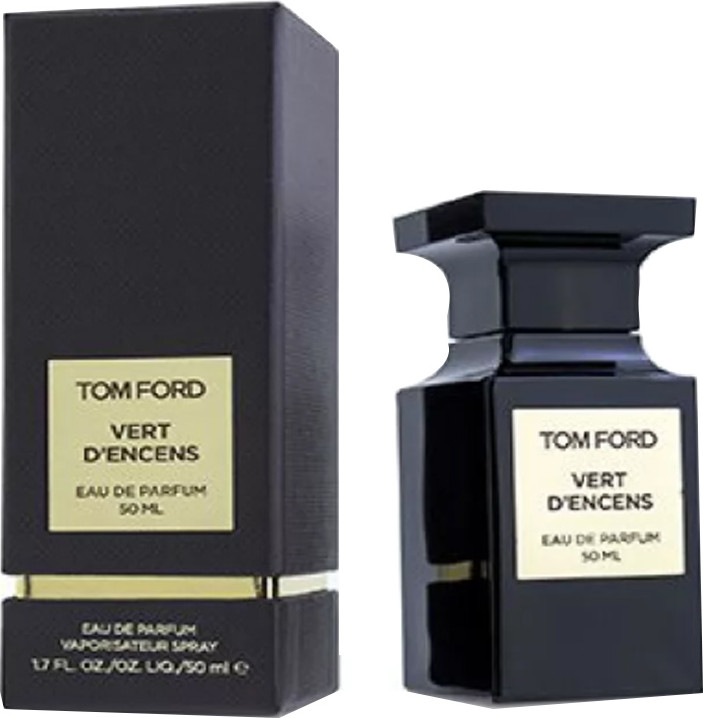 TOM FORD
VERT
D'ENCENS
EAU DE PARFUM
50 ML
EAU DE PARFUM
VAPORISATEUR SPRAY
1.7 FL. OZ./OZ. LIQ./50 ml ℮
TOM FORD
VERT
D'ENCENS
EAU DE PARFUM
50 ML